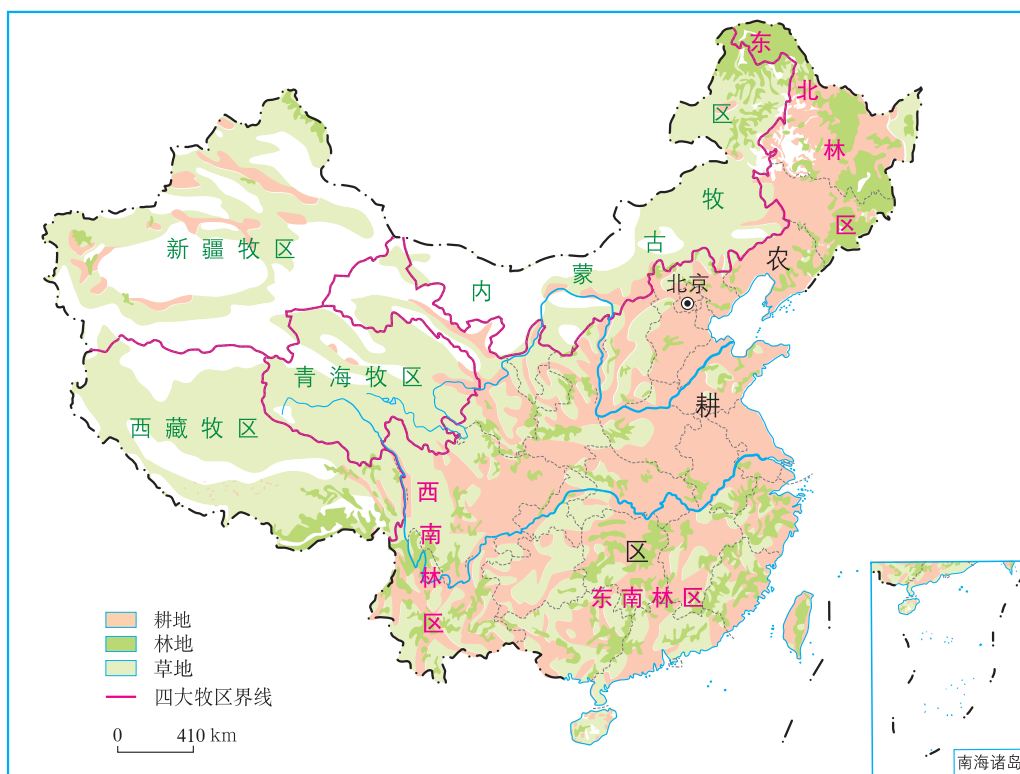 东北林区
内蒙古牧区
新疆牧区
农耕区
北京
青海牧区
西藏牧区
西南林区
东南林区
耕地
林地
草地
四大牧区界线
0 410 km
南海诸岛